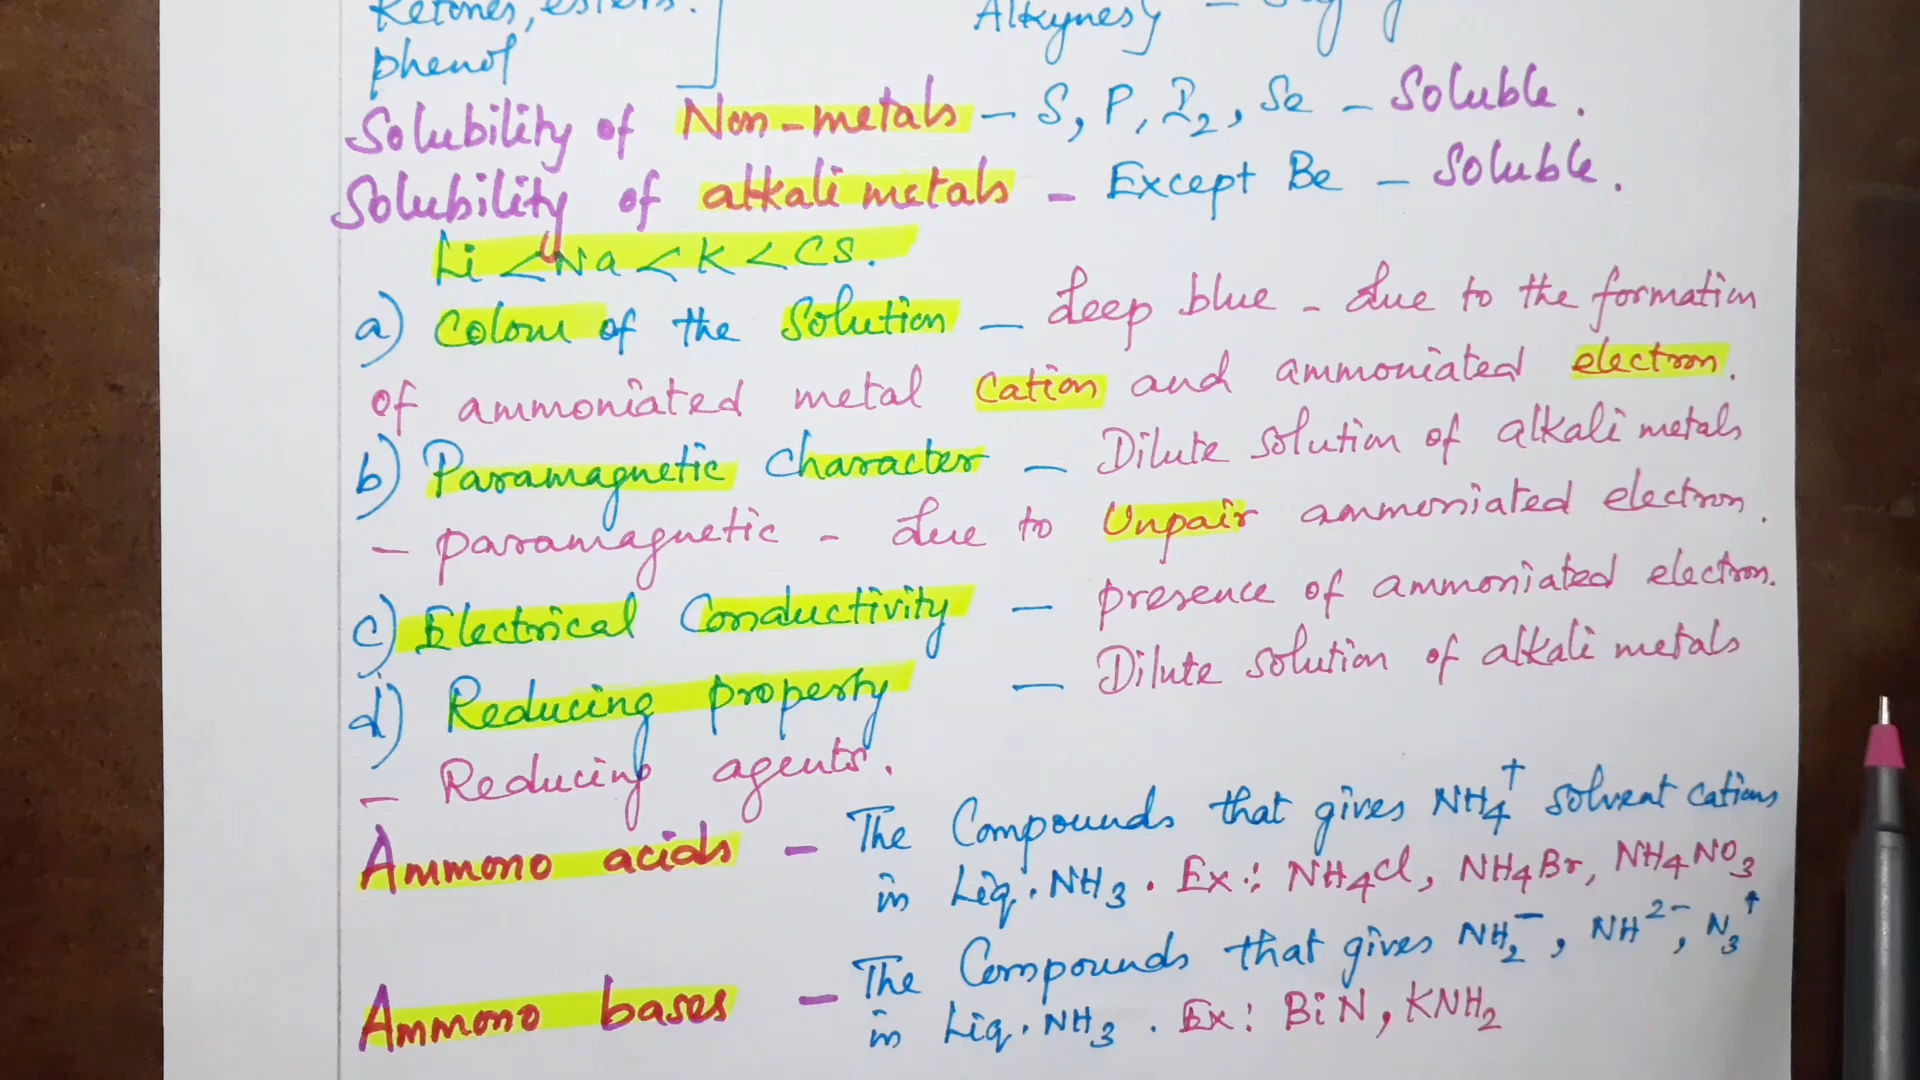 Ketones, esters.
phenol
Alkynes} -
Solubility of Non-metals - S, P, I₂, Se - Soluble.
Solubility of alkali metals - Except Be - Soluble.
Li < Na < K < CS.
a) Colour of the Solution - deep blue - due to the formation
of ammoniated metal Cation and ammoniated electron.
b) Paramagnetic Character - Dilute solution of alkali metals
- paramagnetic - due to Unpair ammoniated electron.
c) Electrical Conductivity - presence of ammoniated electron.
d) Reducing property - Dilute solution of alkali metals
- Reducing agents.
Ammono acids - The Compounds that gives NH₄⁺ solvent cations
in Liq. NH₃. Ex: NH₄Cl, NH₄Br, NH₄NO₃
Ammono bases - The Compounds that gives NH₂⁻, NH²⁻, N₃⁺
in Liq. NH₃. Ex: BiN, KNH₂